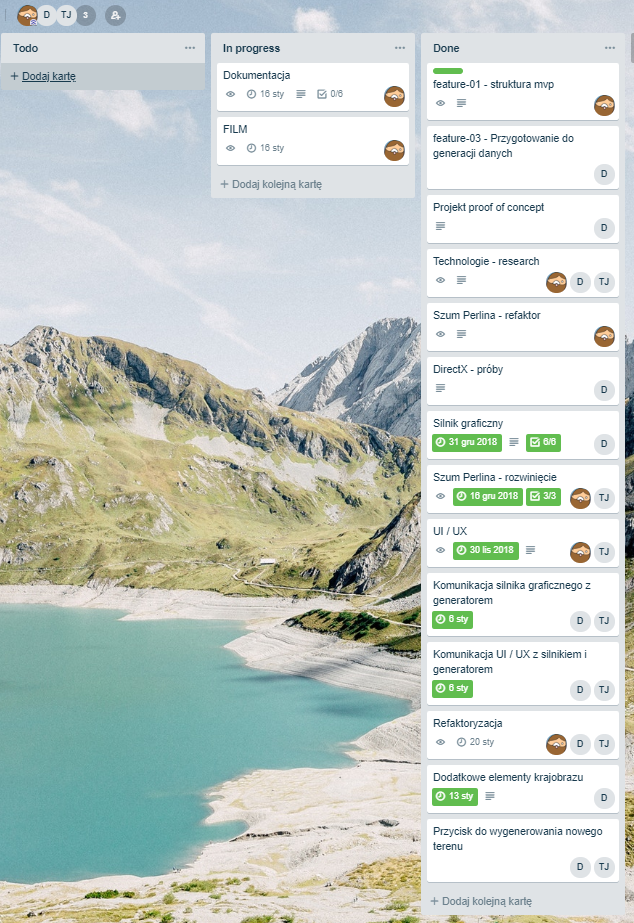 D TJ 3
Todo
+ Dodaj kartę
In progress
Dokumentacja
16 sty 0/6
FILM
16 sty
+ Dodaj kolejną kartę
Done
feature-01 - struktura mvp
feature-03 - Przygotowanie do
generacji danych
D
Projekt proof of concept
D
Technologie - research
D TJ
Szum Perlina - refaktor
DirectX - próby
D
Silnik graficzny
31 gru 2018 6/6
D
Szum Perlina - rozwinięcie
16 gru 2018 3/3
TJ
UI / UX
30 lis 2018
TJ
Komunikacja silnika graficznego z
generatorem
6 sty
D TJ
Komunikacja UI / UX z silnikiem i
generatorem
6 sty
D TJ
Refaktoryzacja
20 sty
D TJ
Dodatkowe elementy krajobrazu
13 sty
D
Przycisk do wygenerowania nowego
terenu
D TJ
+ Dodaj kolejną kartę